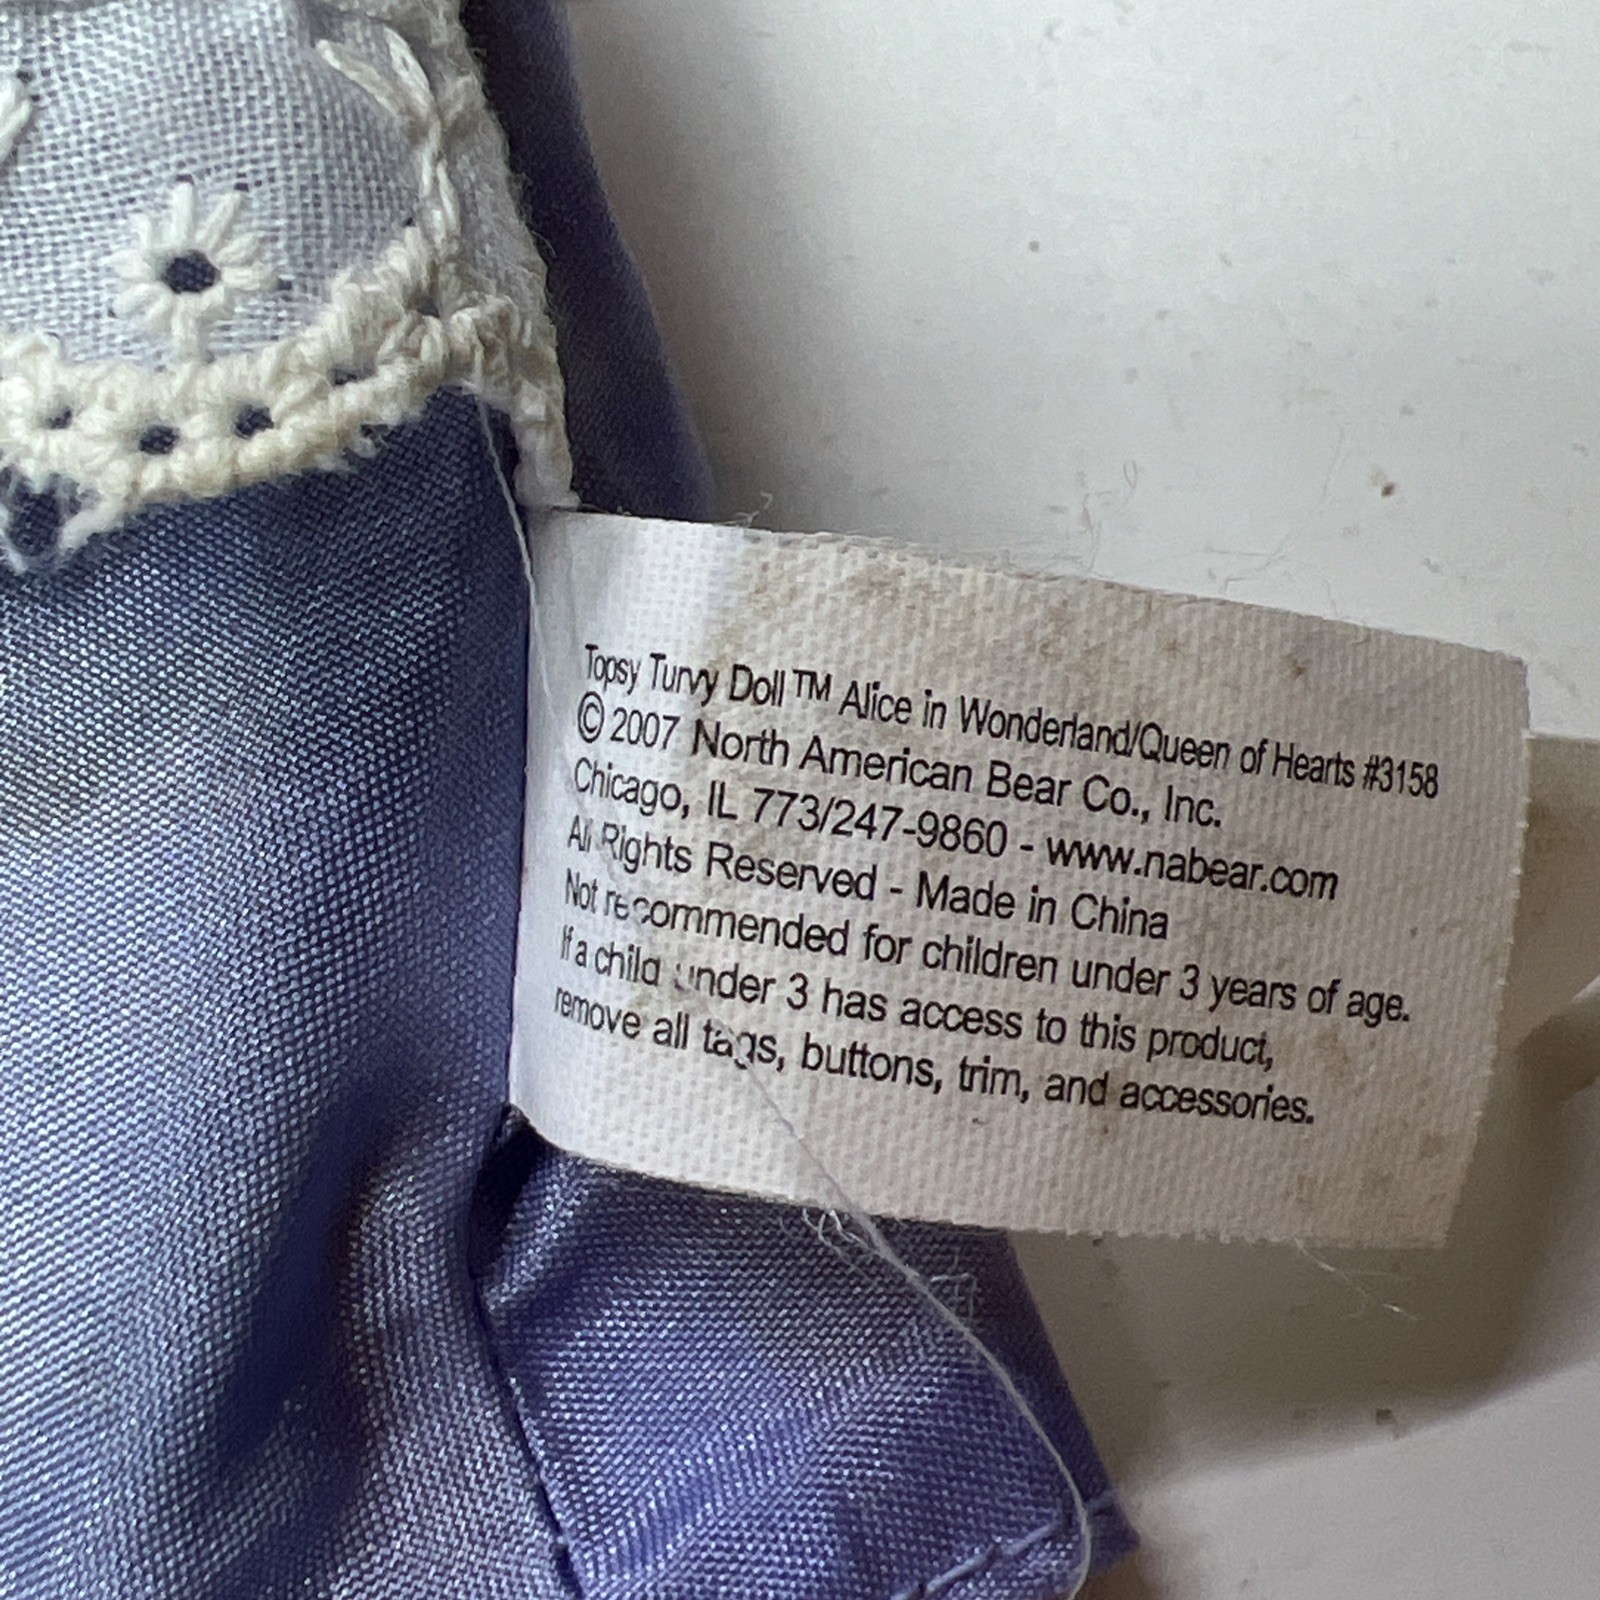 Topsy Turvy Doll™ Alice in Wonderland/Queen of Hearts #3158
© 2007 North American Bear Co., Inc.
Chicago, IL 773/247-9860 - www.nabear.com
All Rights Reserved - Made in China
Not recommended for children under 3 years of age.
If a child under 3 has access to this product,
remove all tags, buttons, trim, and accessories.